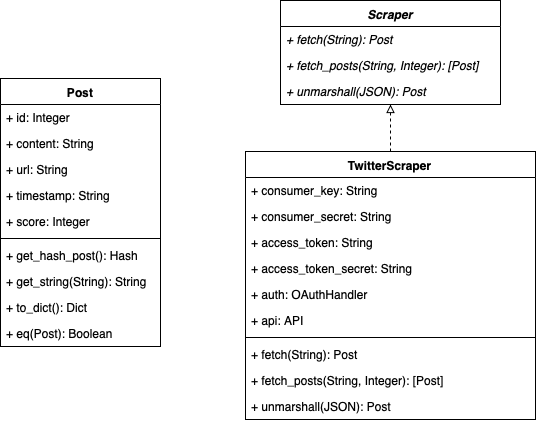 Scraper
+ fetch(String): Post
+ fetch_posts(String, Integer): [Post]
+ unmarshall(JSON): Post
Post
+ id: Integer
+ content: String
+ url: String
+ timestamp: String
+ score: Integer
+ get_hash_post(): Hash
+ get_string(String): String
+ to_dict(): Dict
+ eq(Post): Boolean
TwitterScraper
+ consumer_key: String
+ consumer_secret: String
+ access_token: String
+ access_token_secret: String
+ auth: OAuthHandler
+ api: API
+ fetch(String): Post
+ fetch_posts(String, Integer): [Post]
+ unmarshall(JSON): Post